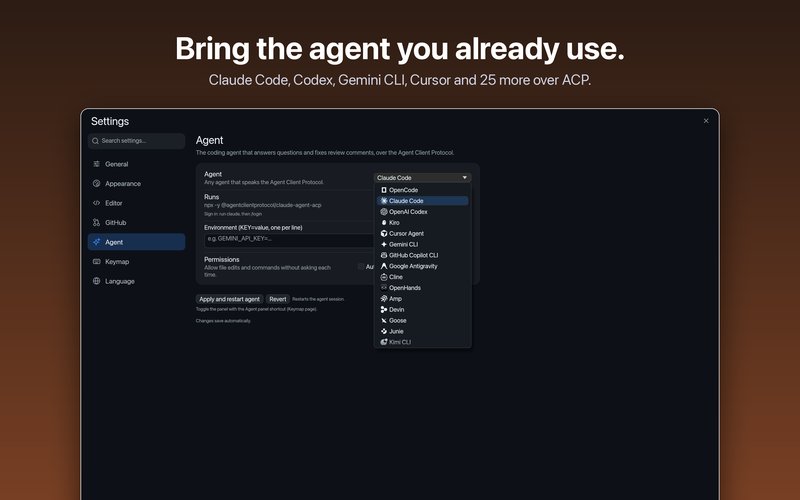 Bring the agent you already use.
Claude Code, Codex, Gemini CLI, Cursor and 25 more over ACP.
Settings
Search settings...
General
Appearance
Editor
GitHub
Agent
Keymap
Language
Agent
The coding agent that answers questions and fixes review comments, over the Agent Client Protocol.
Agent
Any agent that speaks the Agent Client Protocol.
Claude Code
Runs
npx -y @agentclientprotocol/claude-agent-acp
Sign in: run claude, then /login
Environment (KEY=value, one per line)
e.g. GEMINI_API_KEY=...
Permissions
Allow file edits and commands without asking each
time.
Aut
Apply and restart agent
Revert
Restarts the agent session.
Toggle the panel with the Agent panel shortcut (Keymap page).
Changes save automatically.
OpenCode
Claude Code
OpenAI Codex
Kiro
Cursor Agent
Gemini CLI
GitHub Copilot CLI
Google Antigravity
Cline
OpenHands
Amp
Devin
Goose
Junie
Kimi CLI